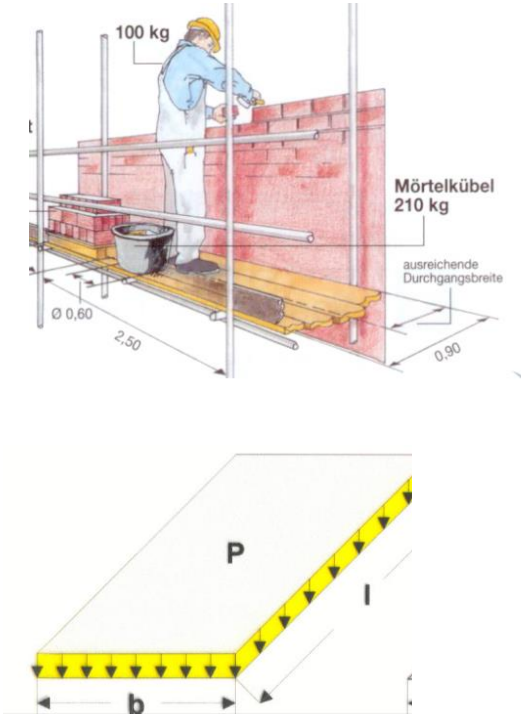 100 kg
t
Mörtelkübel
210 kg
ausreichende
Durchgangsbreite
Ø 0,60
2,50
0,90
P
l
b